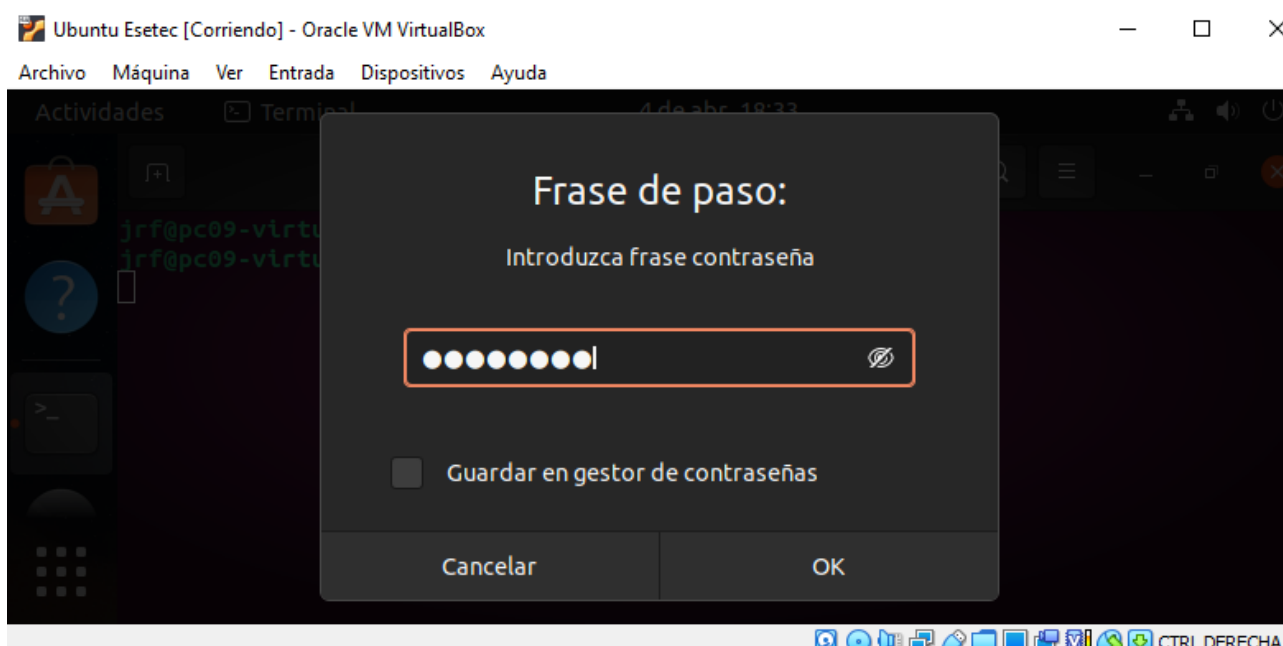 Ubuntu Esetec [Corriendo] - Oracle VM VirtualBox
Archivo Máquina Ver Entrada Dispositivos Ayuda
Actividades Terminal 4 de abr 18:33
Frase de paso:
Introduzca frase contraseña
jrf@pc09-virtu
jrf@pc09-virtu
Guardar en gestor de contraseñas
Cancelar OK
CTRL DERECHA